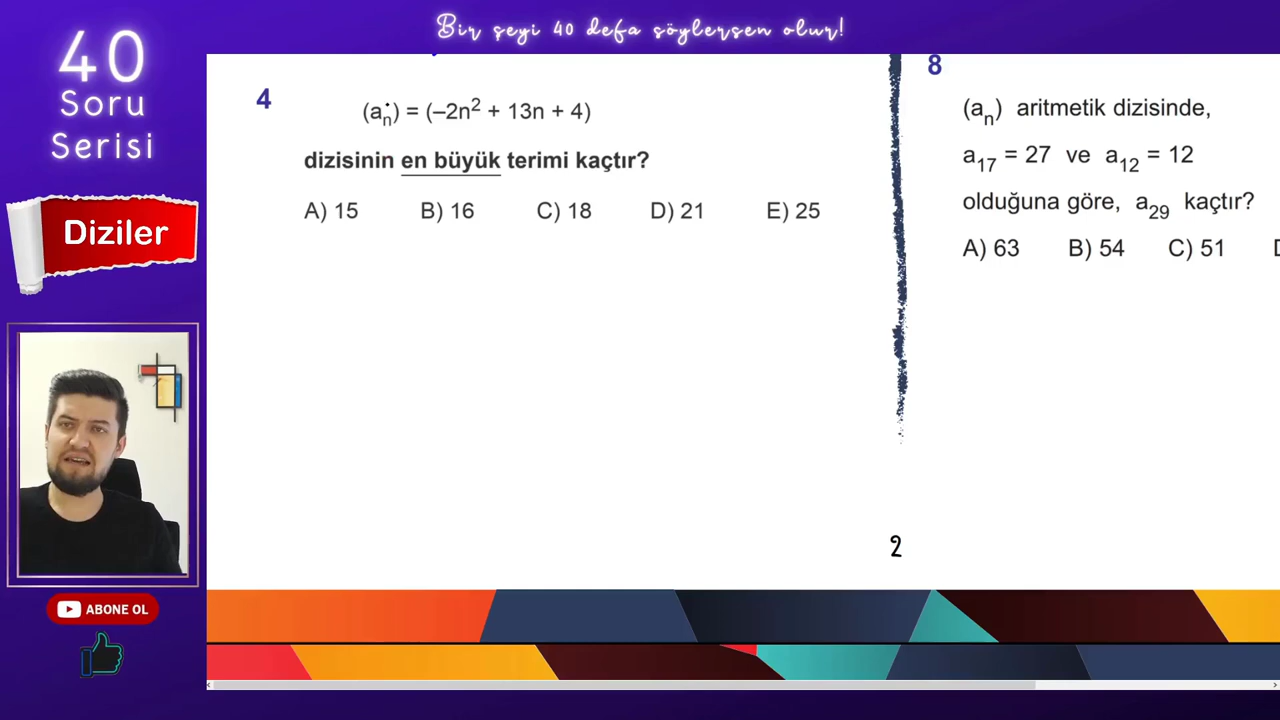 Bir şeyi 40 defa söylersen olur!
40
Soru
Serisi
Diziler
ABONE OL
4
(aₙ) = (–2n² + 13n + 4)
dizisinin en büyük terimi kaçtır?
A) 15 B) 16 C) 18 D) 21 E) 25
8
(aₙ) aritmetik dizisinde,
a₁₇ = 27 ve a₁₂ = 12
olduğuna göre, a₂₉ kaçtır?
A) 63 B) 54 C) 51
2